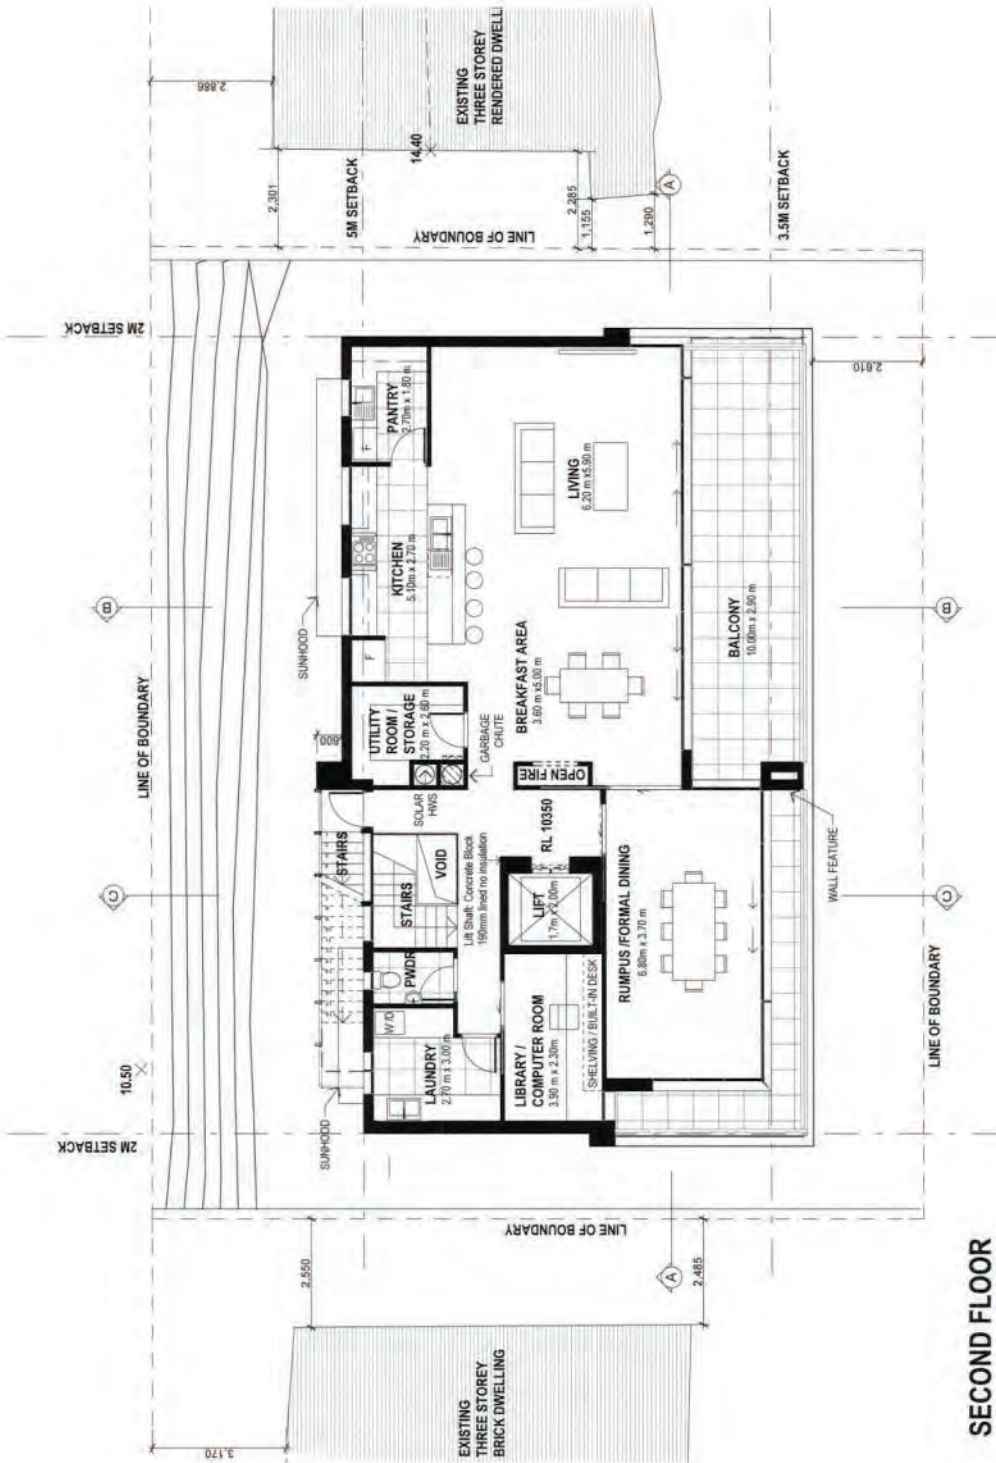 SECOND FLOOR
EXISTING
THREE STOREY
BRICK DWELLING
3,170
2,550
2,485
LINE OF BOUNDARY
A
2M SETBACK
10.50
SUNHOOD
LINE OF BOUNDARY
C
STAIRS
LAUNDRY
2.70 m x 3.00 m
W /D
PWDR
STAIRS
VOID
Lift Shaft: Concrete Block
190mm lined no insulation
LIBRARY /
COMPUTER ROOM
3.90 m x 2.30m
SHELVING / BUILT-IN DESK
LIFT
1.7m x 2.00m
RL 10350
RUMPUS /FORMAL DINING
6.80m x 3.70 m
WALL FEATURE
C
LINE OF BOUNDARY
SOLAR
HWS
GARBAGE
CHUTE
OPEN FIRE
UTILITY
ROOM /
STORAGE
2.20 m x 2.60 m
.600
SUNHOOD
B
F
KITCHEN
5.10m x 2.70 m
BREAKFAST AREA
3.60 m x5.00 m
LIVING
6.20 m x5.90 m
BALCONY
10.00m x 2.90 m
B
PANTRY
2.70m x 1.80 m
F
2,610
2M SETBACK
LINE OF BOUNDARY
5M SETBACK
3.5M SETBACK
A
2,301
2,285
1,155
1,290
14.40
2,886
EXISTING
THREE STOREY
RENDERED DWELL